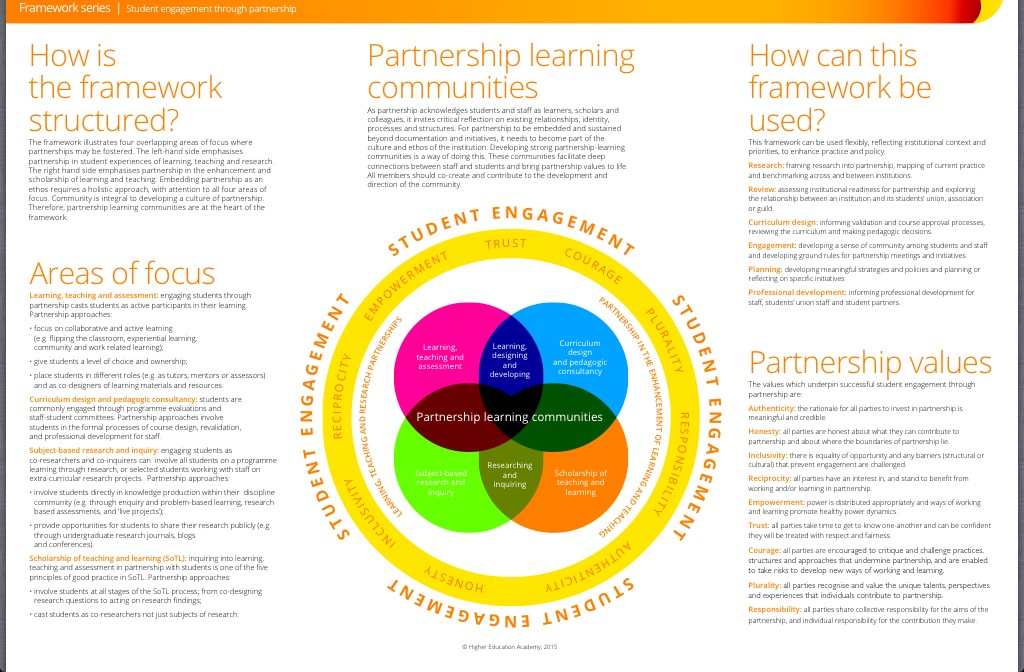 Framework series | Student engagement through partnership
How is
the framework
structured?
The framework illustrates four overlapping areas of focus where
partnerships may be fostered. The left-hand side emphasises
partnership in student experiences of learning, teaching and research.
The right hand side emphasises partnership in the enhancement and
scholarship of learning and teaching. Embedding partnership as an
ethos requires a holistic approach, with attention to all four areas of
focus. Community is integral to developing a culture of partnership.
Therefore, partnership learning communities are at the heart of the
framework.
Areas of focus
Learning, teaching and assessment: engaging students through
partnership casts students as active participants in their learning.
Partnership approaches:
• focus on collaborative and active learning
(e.g. flipping the classroom, experiential learning,
community and work related learning);
• give students a level of choice and ownership;
• place students in different roles (e.g. as tutors, mentors or assessors)
and as co-designers of learning materials and resources.
Curriculum design and pedagogic consultancy: students are
commonly engaged through programme evaluations and
staff-student committees. Partnership approaches involve
students in the formal processes of course design, revalidation,
and professional development for staff.
Subject-based research and inquiry: engaging students as
co-researchers and co-inquirers can involve all students on a programme
learning through research, or selected students working with staff on
extra-curricular research projects. Partnership approaches:
• involve students directly in knowledge production within their discipline
community (e.g. through enquiry and problem-based learning, research
based assessments, and 'live projects');
• provide opportunities for students to share their research publicly (e.g.
through undergraduate research journals, blogs
and conferences).
Scholarship of teaching and learning (SoTL): inquiring into learning,
teaching and assessment in partnership with students is one of the five
principles of good practice in SoTL. Partnership approaches:
• involve students at all stages of the SoTL process; from co-designing
research questions to acting on research findings;
• cast students as co-researchers not just subjects of research.
Partnership learning
communities
As partnership acknowledges students and staff as learners, scholars and
colleagues, it invites critical reflection on existing relationships, identity,
processes and structures. For partnership to be embedded and sustained
beyond documentation and initiatives, it needs to become part of the
culture and ethos of the institution. Developing strong partnership-learning
communities is a way of doing this. These communities facilitate deep
connections between staff and students and bring partnership values to life.
All members should co-create and contribute to the development and
direction of the community.
STUDENT ENGAGEMENT
STUDENT ENGAGEMENT
STUDENT ENGAGEMENT
STUDENT ENGAGEMENT
TRUST
COURAGE
PLURALITY
RESPONSIBILITY
AUTHENTICITY
HONESTY
INCLUSIVITY
RECIPROCITY
EMPOWERMENT
LEARNING, TEACHING AND RESEARCH PARTNERSHIPS
PARTNERSHIP IN THE ENHANCEMENT OF LEARNING AND TEACHING
Learning,
teaching and
assessment
Learning,
designing
and
developing
Curriculum
design
and pedagogic
consultancy
Partnership learning communities
Subject-based
research and
inquiry
Researching
and
inquiring
Scholarship of
teaching and
learning
© Higher Education Academy, 2015
How can this
framework be
used?
This framework can be used flexibly, reflecting institutional context and
priorities, to enhance practice and policy.
Research: framing research into partnership, mapping of current practice
and benchmarking across and between institutions.
Review: assessing institutional readiness for partnership and exploring
the relationship between an institution and its students' union, association
or guild.
Curriculum design: informing validation and course approval processes,
reviewing the curriculum and making pedagogic decisions.
Engagement: developing a sense of community among students and staff
and developing ground rules for partnership meetings and initiatives.
Planning: developing meaningful strategies and policies and planning or
reflecting on specific initiatives.
Professional development: informing professional development for
staff, students' union staff and student partners.
Partnership values
The values which underpin successful student engagement through
partnership are:
Authenticity: the rationale for all parties to invest in partnership is
meaningful and credible.
Honesty: all parties are honest about what they can contribute to
partnership and about where the boundaries of partnership lie.
Inclusivity: there is equality of opportunity and any barriers (structural or
cultural) that prevent engagement are challenged.
Reciprocity: all parties have an interest in, and stand to benefit from
working and/or learning in partnership.
Empowerment: power is distributed appropriately and ways of working
and learning promote healthy power dynamics.
Trust: all parties take time to get to know one-another and can be confident
they will be treated with respect and fairness.
Courage: all parties are encouraged to critique and challenge practices,
structures and approaches that undermine partnership, and are enabled
to take risks to develop new ways of working and learning.
Plurality: all parties recognise and value the unique talents, perspectives
and experiences that individuals contribute to partnership.
Responsibility: all parties share collective responsibility for the aims of the
partnership, and individual responsibility for the contribution they make.